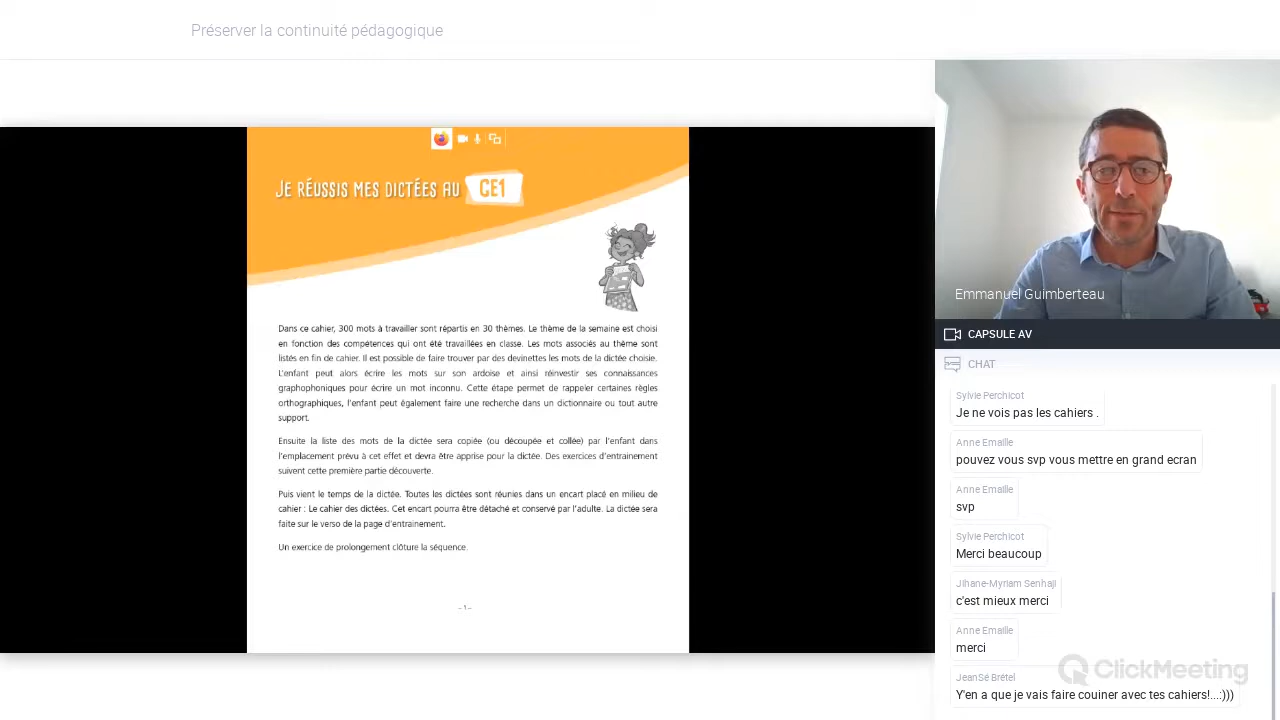 Préserver la continuité pédagogique
JE RÉUSSIS MES DICTÉES AU CE1
Dans ce cahier, 300 mots à travailler sont répartis en 30 thèmes. Le thème de la semaine est choisi
en fonction des compétences qui ont été travaillées en classe. Les mots associés au thème sont
listés en fin de cahier. Il est possible de faire trouver par des devinettes les mots de la dictée choisie.
L'enfant peut alors écrire les mots sur son ardoise et ainsi réinvestir ses connaissances
graphophoniques pour écrire un mot inconnu. Cette étape permet de rappeler certaines règles
orthographiques, l'enfant peut également faire une recherche dans un dictionnaire ou tout autre
support.
Ensuite la liste des mots de la dictée sera copiée (ou découpée et collée) par l'enfant dans
l'emplacement prévu à cet effet et devra être apprise pour la dictée. Des exercices d'entrainement
suivent cette première partie découverte.
Puis vient le temps de la dictée. Toutes les dictées sont réunies dans un encart placé en milieu de
cahier : Le cahier des dictées. Cet encart pourra être détaché et conservé par l'adulte. La dictée sera
faite sur le verso de la page d'entrainement.
Un exercice de prolongement clôture la séquence.
– 1 –
Emmanuel Guimberteau
CAPSULE AV
CHAT
Sylvie Perchicot
Je ne vois pas les cahiers .
Anne Emaille
pouvez vous svp vous mettre en grand ecran
Anne Emaille
svp
Sylvie Perchicot
Merci beaucoup
Jihane-Myriam Senhaji
c'est mieux merci
Anne Emaille
merci
ClickMeeting
JeanSé Brétel
Y'en a que je vais faire couiner avec tes cahiers!...:)))